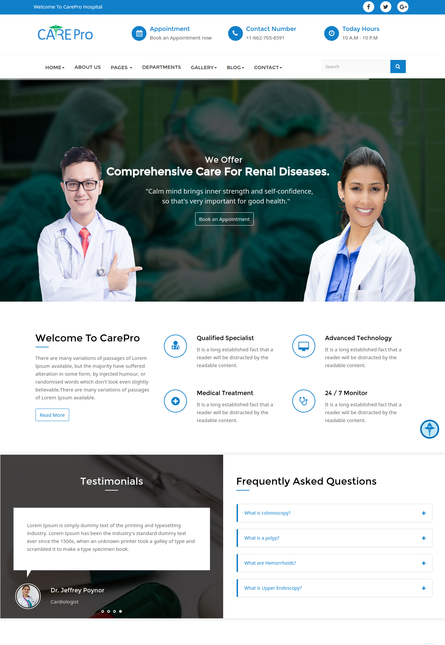 Welcome To CarePro Hospital
CAREPro
Appointment
Book an Appointment now
Contact Number
+1-662-705-8591
Today Hours
10 A.M - 10 P.M
HOME ABOUT US PAGES DEPARTMENTS GALLERY BLOG CONTACT
Search
We Offer
Comprehensive Care For Renal Diseases.
"Calm mind brings inner strength and self-confidence,
so that's very important for good health."
Book an Appointment
Welcome To CarePro
There are many variations of passages of Lorem
Ipsum available, but the majority have suffered
alteration in some form, by injected humour, or
randomised words which don't look even slightly
believable.There are many variations of passages
of Lorem Ipsum available.
Read More
Qualified Specialist
It is a long established fact that a
reader will be distracted by the
readable content.
Advanced Technology
It is a long established fact that a
reader will be distracted by the
readable content.
Medical Treatment
It is a long established fact that a
reader will be distracted by the
readable content.
24 / 7 Monitor
It is a long established fact that a
reader will be distracted by the
readable content.
Testimonials
Lorem Ipsum is simply dummy text of the printing and typesetting
industry. Lorem Ipsum has been the industry's standard dummy text
ever since the 1500s, when an unknown printer took a galley of type and
scrambled it to make a type specimen book.
Dr. Jeffrey Poynor
Cardiologist
Frequently Asked Questions
What is colonoscopy?
What is a polyp?
What are Hemorrhoids?
What is Upper Endoscopy?